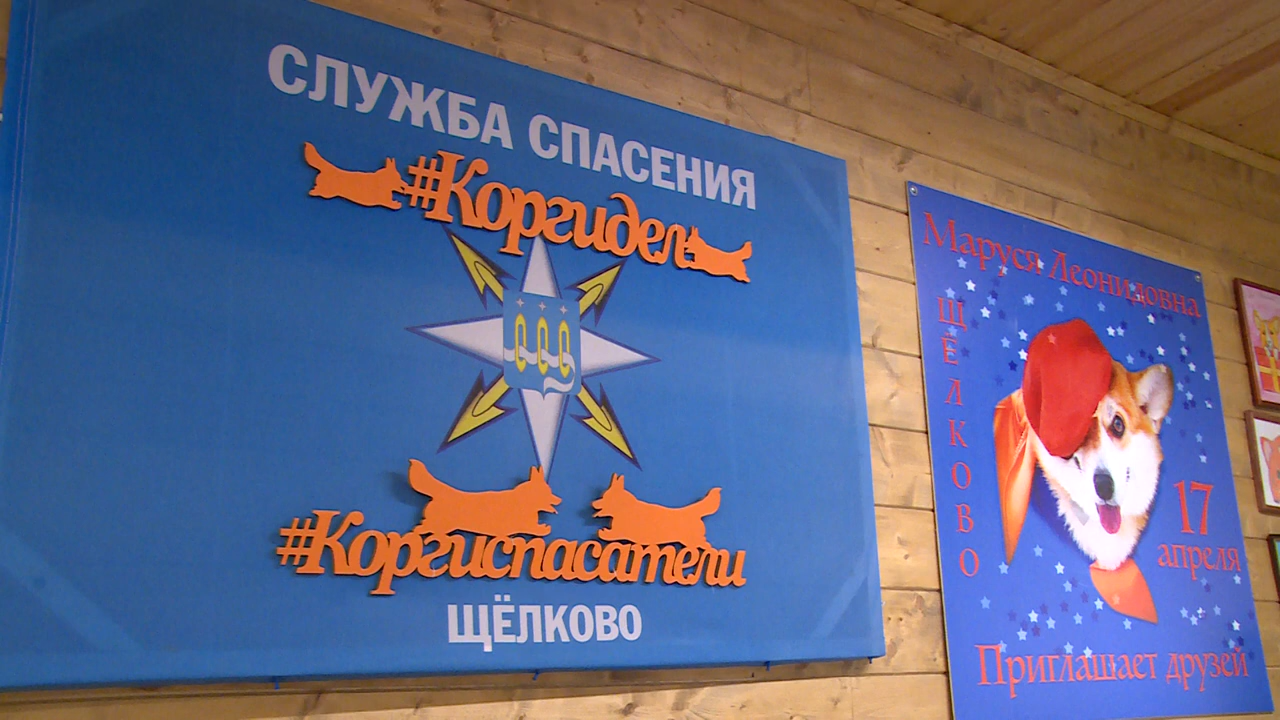 СЛУЖБА СПАСЕНИЯ
#Коргидел
#Коргиспасатели
ЩЁЛКОВО
Маруся Леонидовна
ЩЁЛКОВО
17
апреля
Приглашает друзей